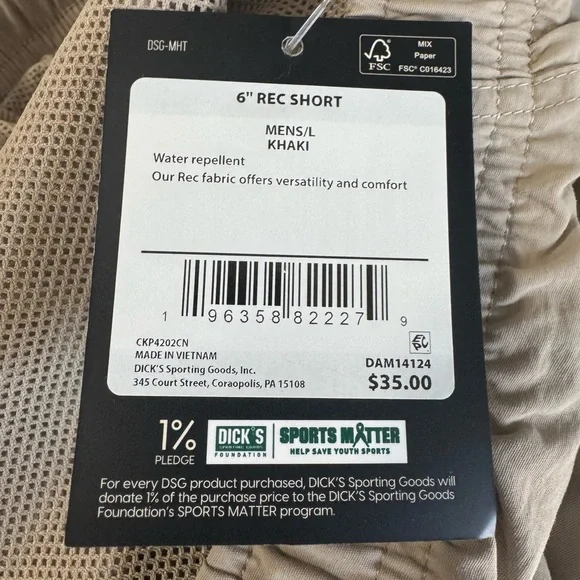 DSG-MHT
FSC
MIX
Paper
FSC® C016423
6" REC SHORT
MENS/L
KHAKI
Water repellent
Our Rec fabric offers versatility and comfort
1 96358 82227 9
CKP4202CN
MADE IN VIETNAM
DICK'S Sporting Goods, Inc.
345 Court Street, Coraopolis, PA 15108
EPC
DAM14124
$35.00
1%
PLEDGE
DICK'S
SPORTING GOODS
FOUNDATION
SPORTS MATTER
HELP SAVE YOUTH SPORTS
For every DSG product purchased, DICK'S Sporting Goods will
donate 1% of the purchase price to the DICK'S Sporting Goods
Foundation's SPORTS MATTER program.